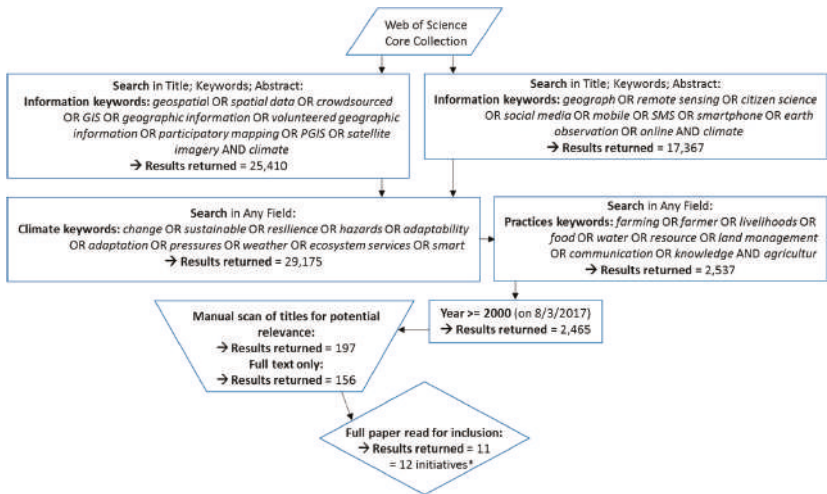 Web of Science
Core Collection
Search in Title; Keywords; Abstract:
Information keywords: geospatial OR spatial data OR crowdsourced
OR GIS OR geographic information OR volunteered geographic
information OR participatory mapping OR PGIS OR satellite
imagery AND climate
→ Results returned = 25,410
Search in Title; Keywords; Abstract:
Information keywords: geograph OR remote sensing OR citizen science
OR social media OR mobile OR SMS OR smartphone OR earth
observation OR online AND climate
→ Results returned = 17,367
Search in Any Field:
Climate keywords: change OR sustainable OR resilience OR hazards OR adaptability
OR adaptation OR pressures OR weather OR ecosystem services OR smart
→ Results returned = 29,175
Search in Any Field:
Practices keywords: farming OR farmer OR livelihoods OR
food OR water OR resource OR land management
OR communication OR knowledge AND agricultur
→ Results returned = 2,537
Year >= 2000 (on 8/3/2017)
→ Results returned = 2,465
Manual scan of titles for potential
relevance:
→ Results returned = 197
Full text only:
→ Results returned = 156
Full paper read for inclusion:
→ Results returned = 11
= 12 initiatives*